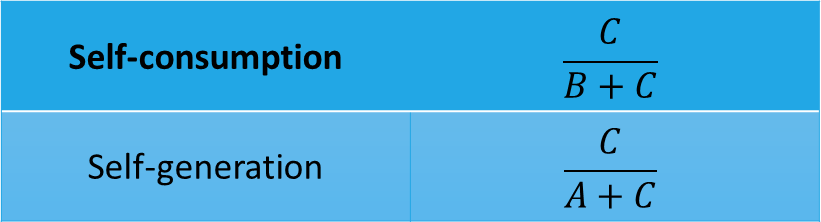 Self-consumption
C
B + C
Self-generation
C
A + C